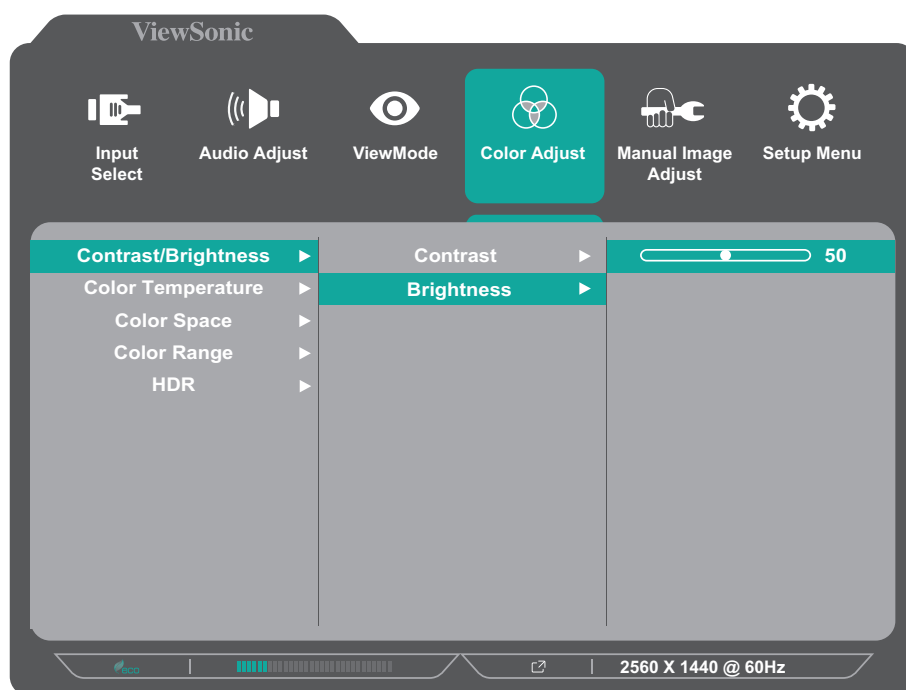 ViewSonic
Input
Select
Audio Adjust
ViewMode
Color Adjust
Manual Image
Adjust
Setup Menu
Contrast/Brightness
Color Temperature
Color Space
Color Range
HDR
Contrast
Brightness
50
eco
2560 X 1440 @ 60Hz